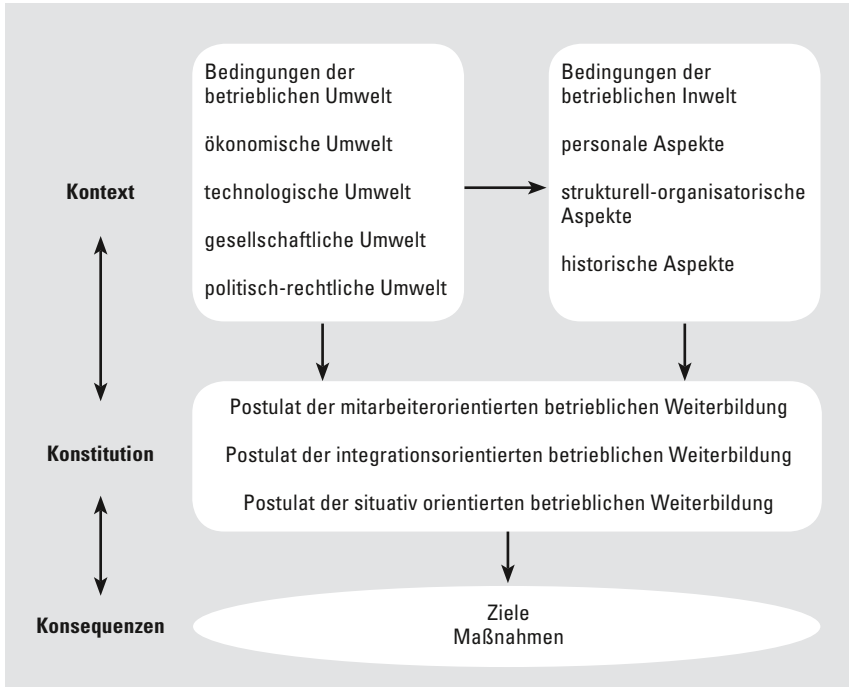 Kontext
Bedingungen der
betrieblichen Umwelt
ökonomische Umwelt
technologische Umwelt
gesellschaftliche Umwelt
politisch-rechtliche Umwelt
Bedingungen der
betrieblichen Inwelt
personale Aspekte
strukturell-organisatorische
Aspekte
historische Aspekte
Konstitution
Postulat der mitarbeiterorientierten betrieblichen Weiterbildung
Postulat der integrationsorientierten betrieblichen Weiterbildung
Postulat der situativ orientierten betrieblichen Weiterbildung
Konsequenzen
Ziele
Maßnahmen